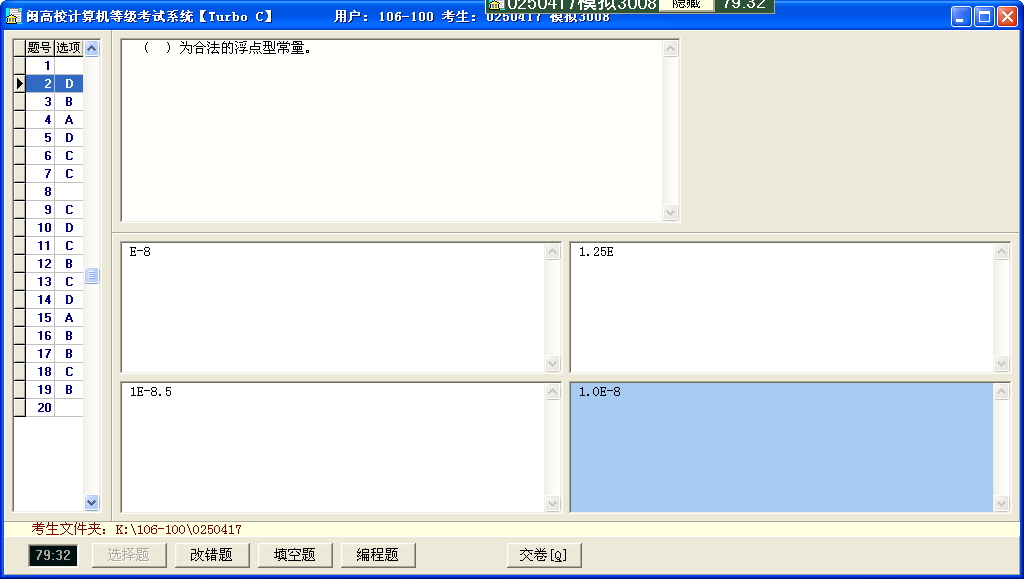 0250417模拟3008 隐藏 79:32
闽高校计算机等级考试系统【Turbo C】 用户: 106-100 考生: 0250417 模拟3008
题号 选项
1
2 D
3 B
4 A
5 D
6 C
7 C
8
9 C
10 D
11 C
12 B
13 C
14 D
15 A
16 B
17 B
18 C
19 B
20
（ ）为合法的浮点型常量。
E-8
1.25E
1E-8.5
1.0E-8
考生文件夹: K:\106-100\0250417
79:32 选择题 改错题 填空题 编程题 交卷[Q]